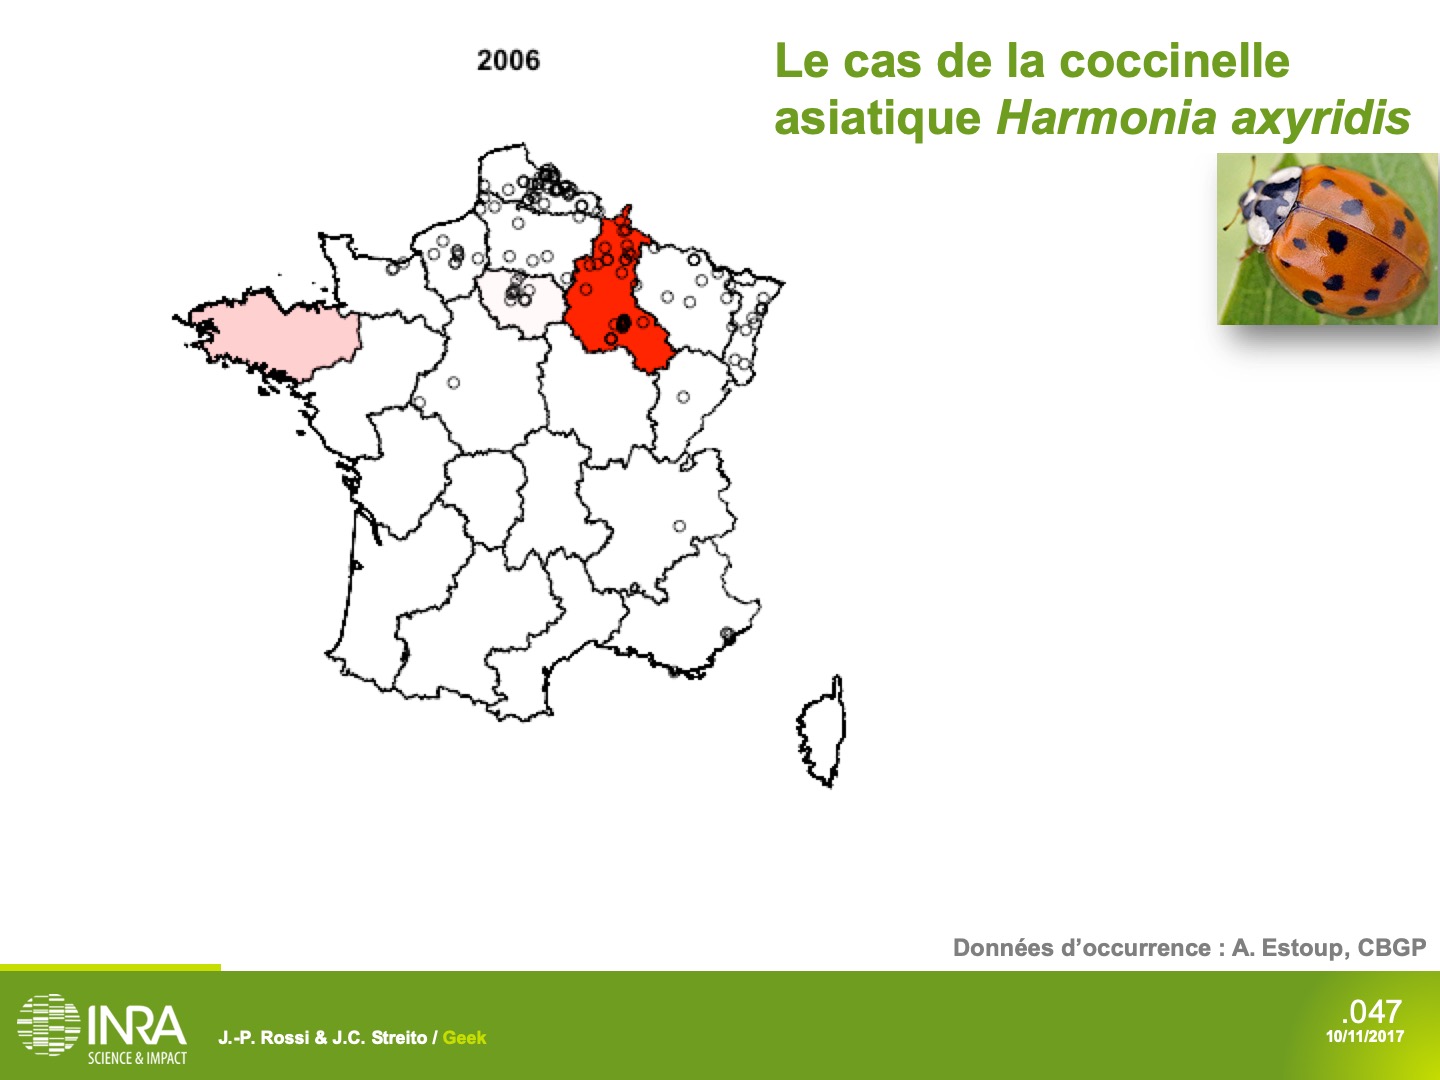 2006
Le cas de la coccinelle
asiatique Harmonia axyridis
Données d’occurrence : A. Estoup, CBGP
INRA
SCIENCE & IMPACT
J.-P. Rossi & J.C. Streito / Geek
.047
10/11/2017